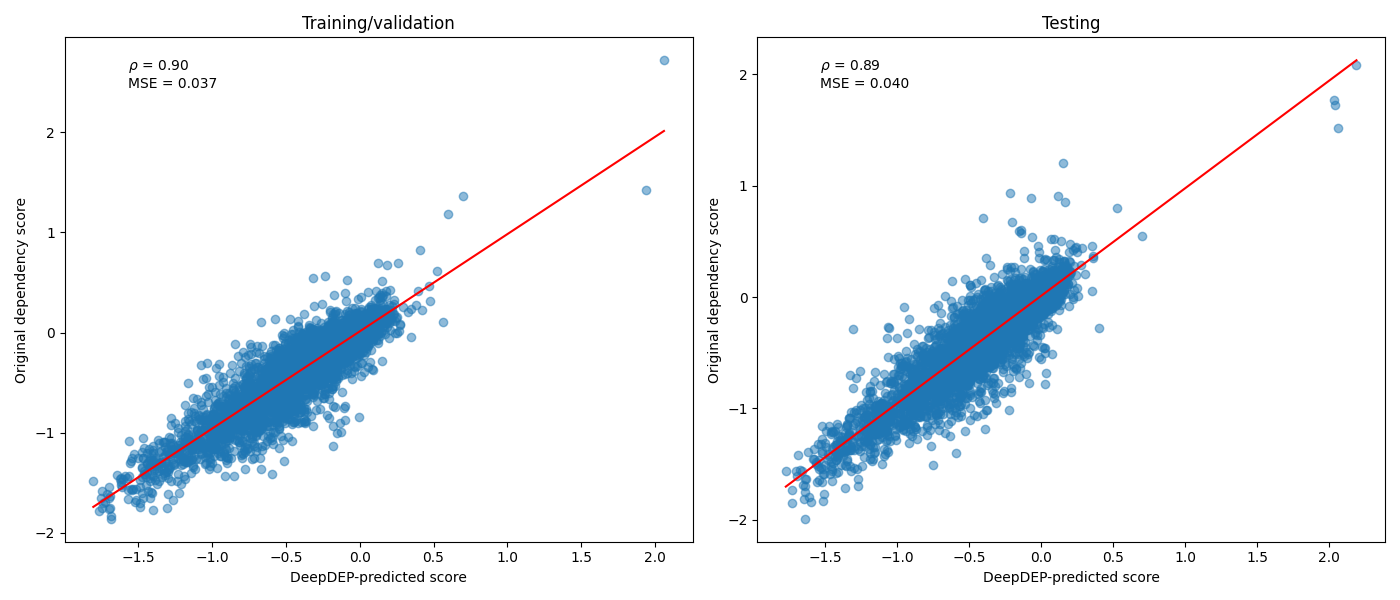 Training/validation
ρ = 0.90
MSE = 0.037
Original dependency score
2
1
0
−1
−2
−1.5 −1.0 −0.5 0.0 0.5 1.0 1.5 2.0
DeepDEP-predicted score
Testing
ρ = 0.89
MSE = 0.040
Original dependency score
2
1
0
−1
−2
−1.5 −1.0 −0.5 0.0 0.5 1.0 1.5 2.0
DeepDEP-predicted score